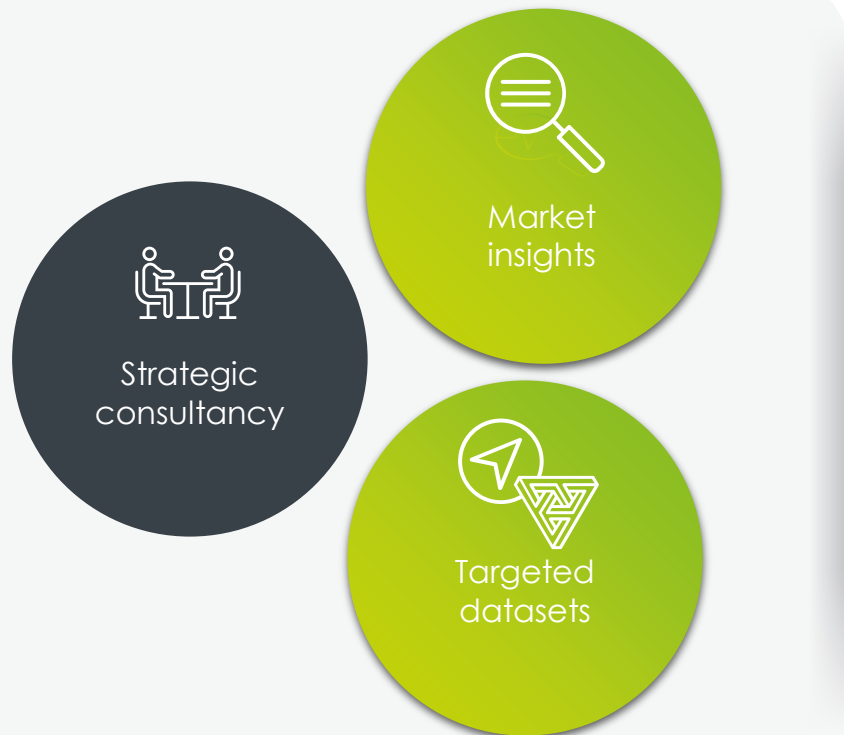 Market
insights
Strategic
consultancy
Targeted
datasets